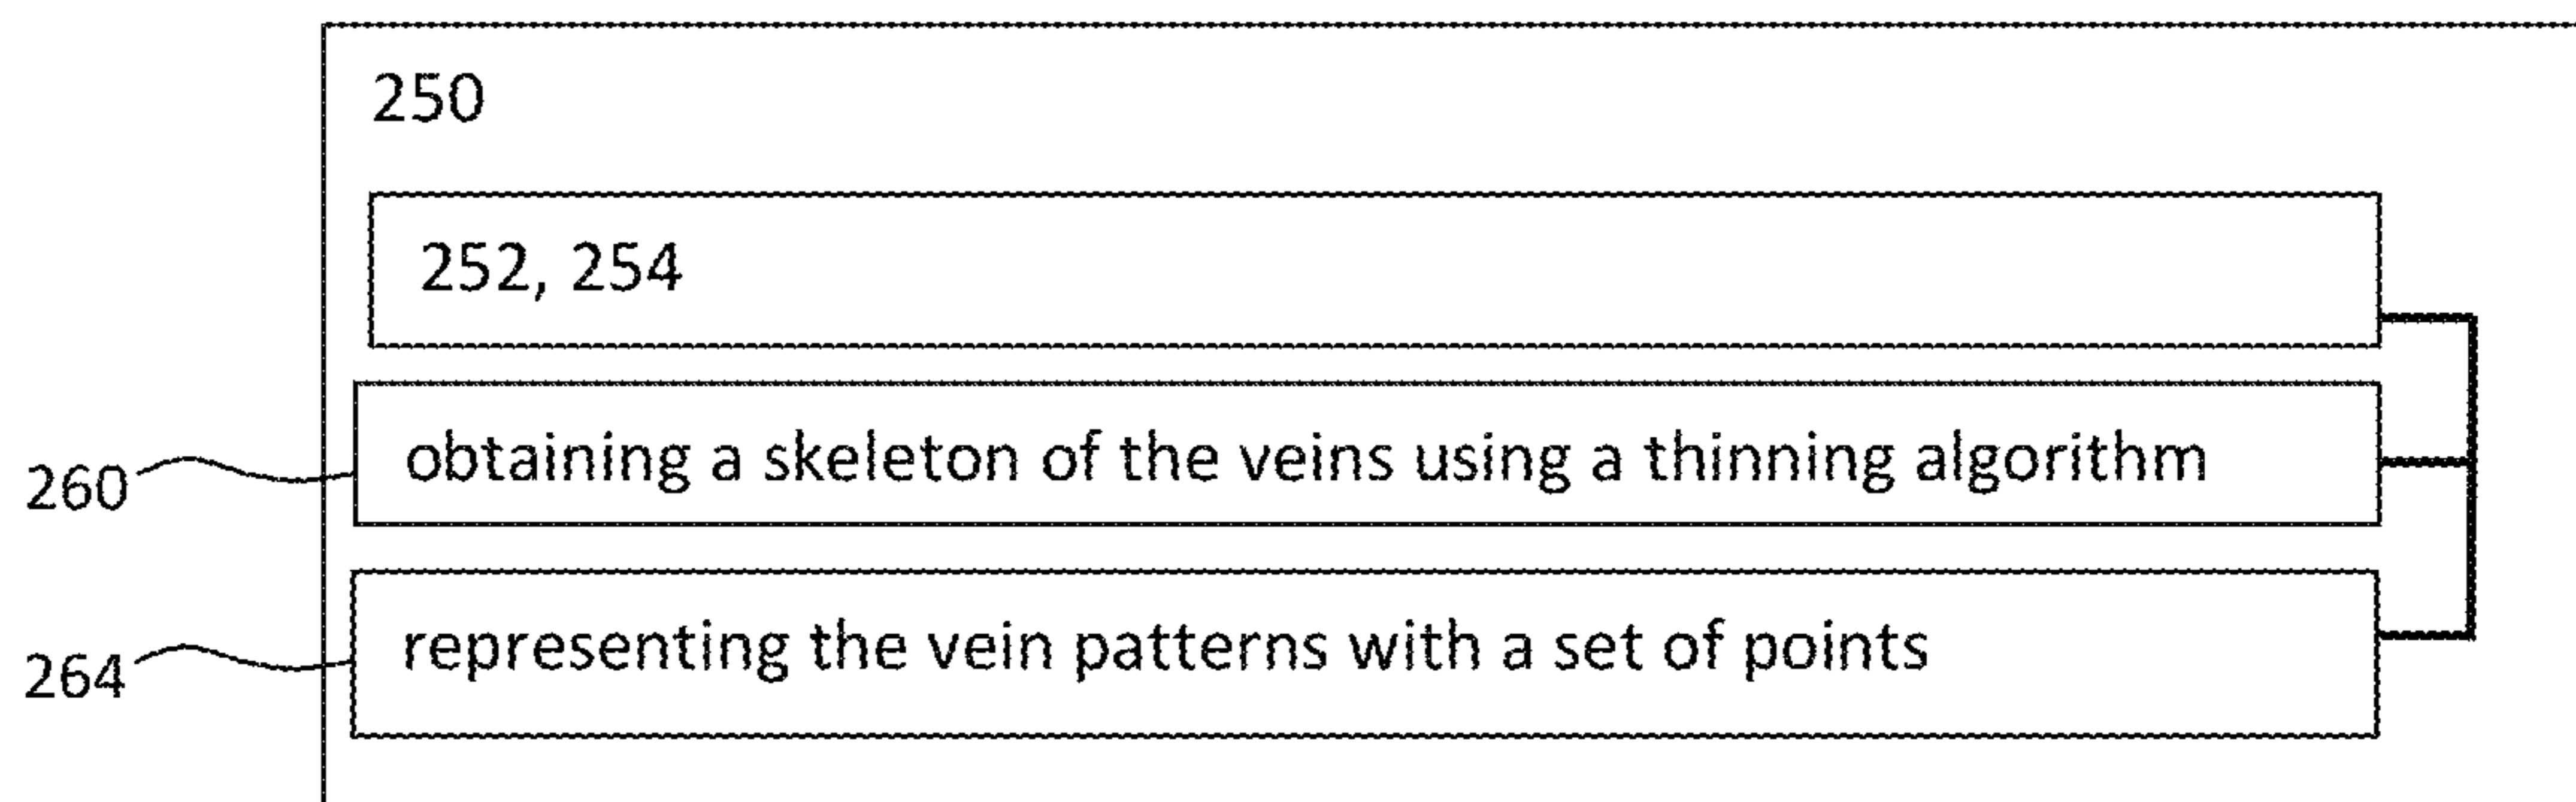 250
252, 254
260 obtaining a skeleton of the veins using a thinning algorithm
264 representing the vein patterns with a set of points